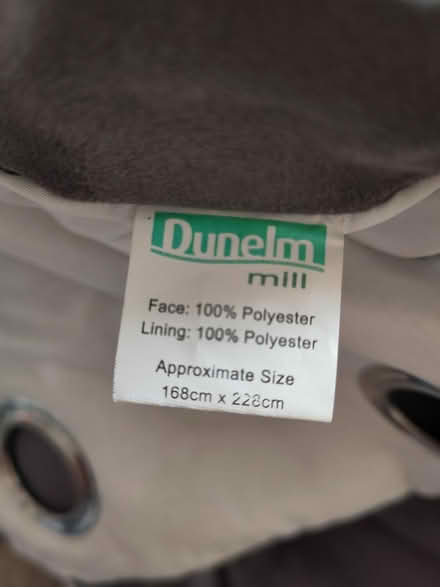 Dunelm
mill
Face: 100% Polyester
Lining: 100% Polyester
Approximate Size
168cm x 228cm